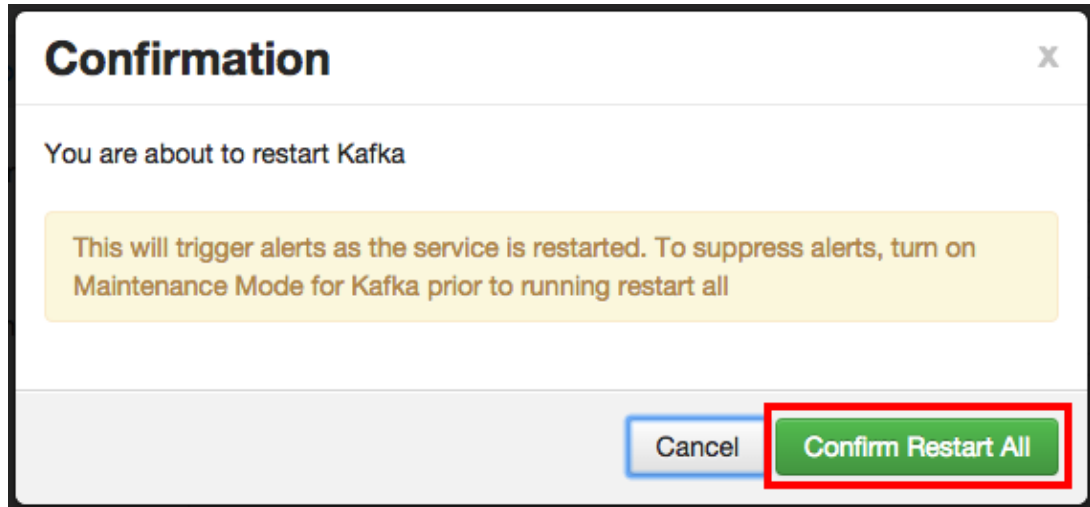 Confirmation
x
You are about to restart Kafka
This will trigger alerts as the service is restarted. To suppress alerts, turn on
Maintenance Mode for Kafka prior to running restart all
Cancel
Confirm Restart All